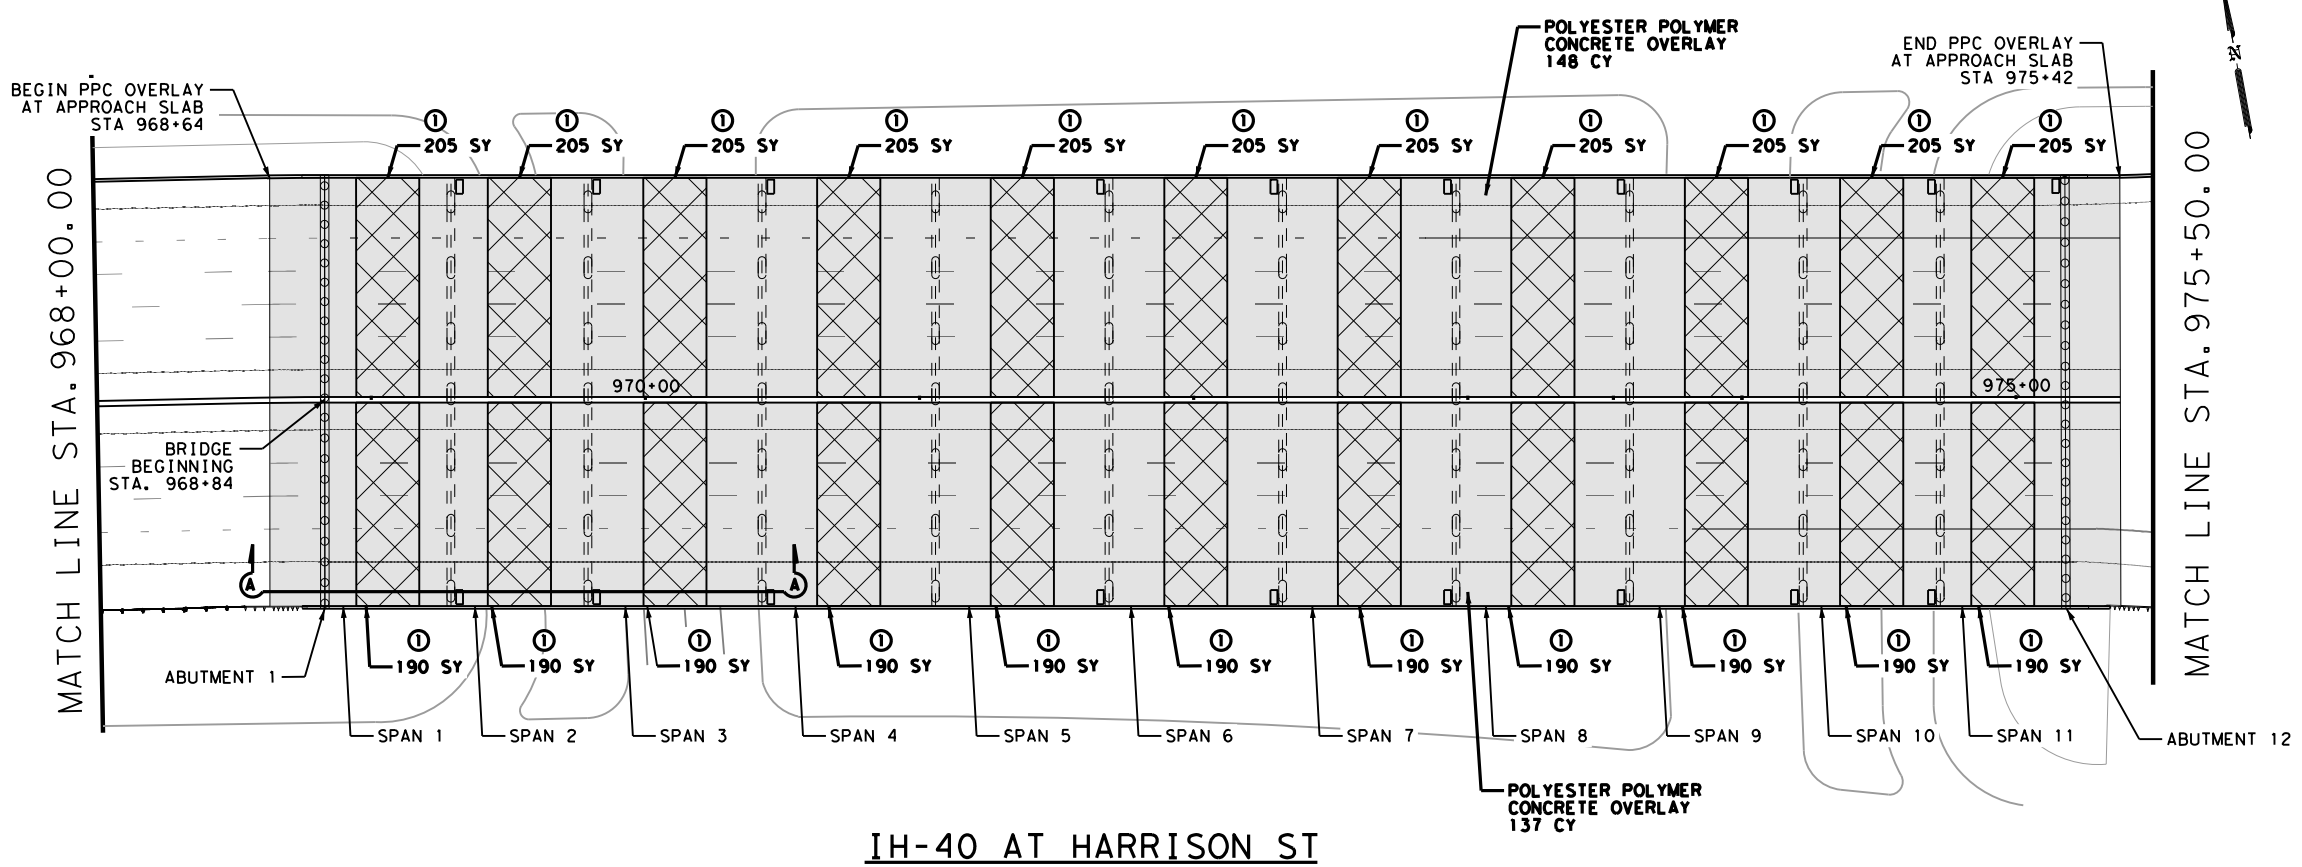 POLYESTER POLYMER
CONCRETE OVERLAY
148 CY
END PPC OVERLAY
AT APPROACH SLAB
STA 975+42
N
BEGIN PPC OVERLAY
AT APPROACH SLAB
STA 968+64
1 1 1 1 1 1 1 1 1 1 1
205 SY 205 SY 205 SY 205 SY 205 SY 205 SY 205 SY 205 SY 205 SY 205 SY 205 SY
MATCH LINE STA.968+00.00
MATCH LINE STA.975+50.00
970+00
975+00
BRIDGE
BEGINNING
STA. 968+84
A A
1 1 1 1 1 1 1 1 1 1 1
190 SY 190 SY 190 SY 190 SY 190 SY 190 SY 190 SY 190 SY 190 SY 190 SY 190 SY
ABUTMENT 1
SPAN 1 SPAN 2 SPAN 3 SPAN 4 SPAN 5 SPAN 6 SPAN 7 SPAN 8 SPAN 9 SPAN 10 SPAN 11
ABUTMENT 12
POLYESTER POLYMER
CONCRETE OVERLAY
137 CY
IH-40 AT HARRISON ST